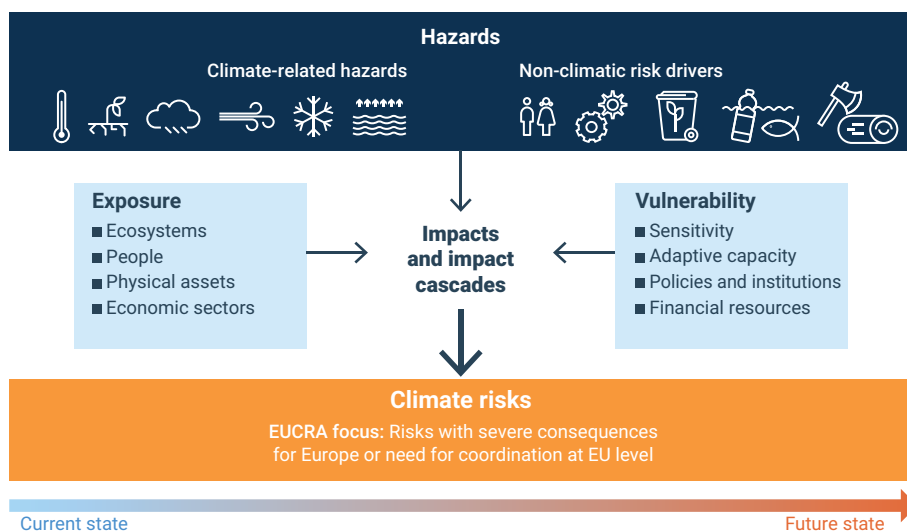 Hazards
Climate-related hazards
Non-climatic risk drivers
Exposure
■ Ecosystems
■ People
■ Physical assets
■ Economic sectors
Impacts
and impact
cascades
Vulnerability
■ Sensitivity
■ Adaptive capacity
■ Policies and institutions
■ Financial resources
Climate risks
EUCRA focus: Risks with severe consequences
for Europe or need for coordination at EU level
Current state
Future state